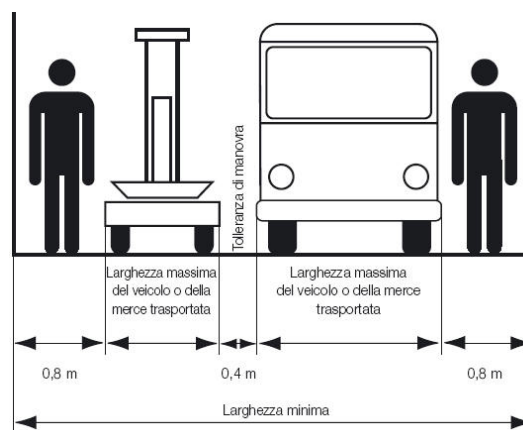 Tolleranza di manovra
Larghezza massima
del veicolo o della
merce trasportata
Larghezza massima
del veicolo o della merce
trasportata
0,8 m
0,4 m
0,8 m
Larghezza minima